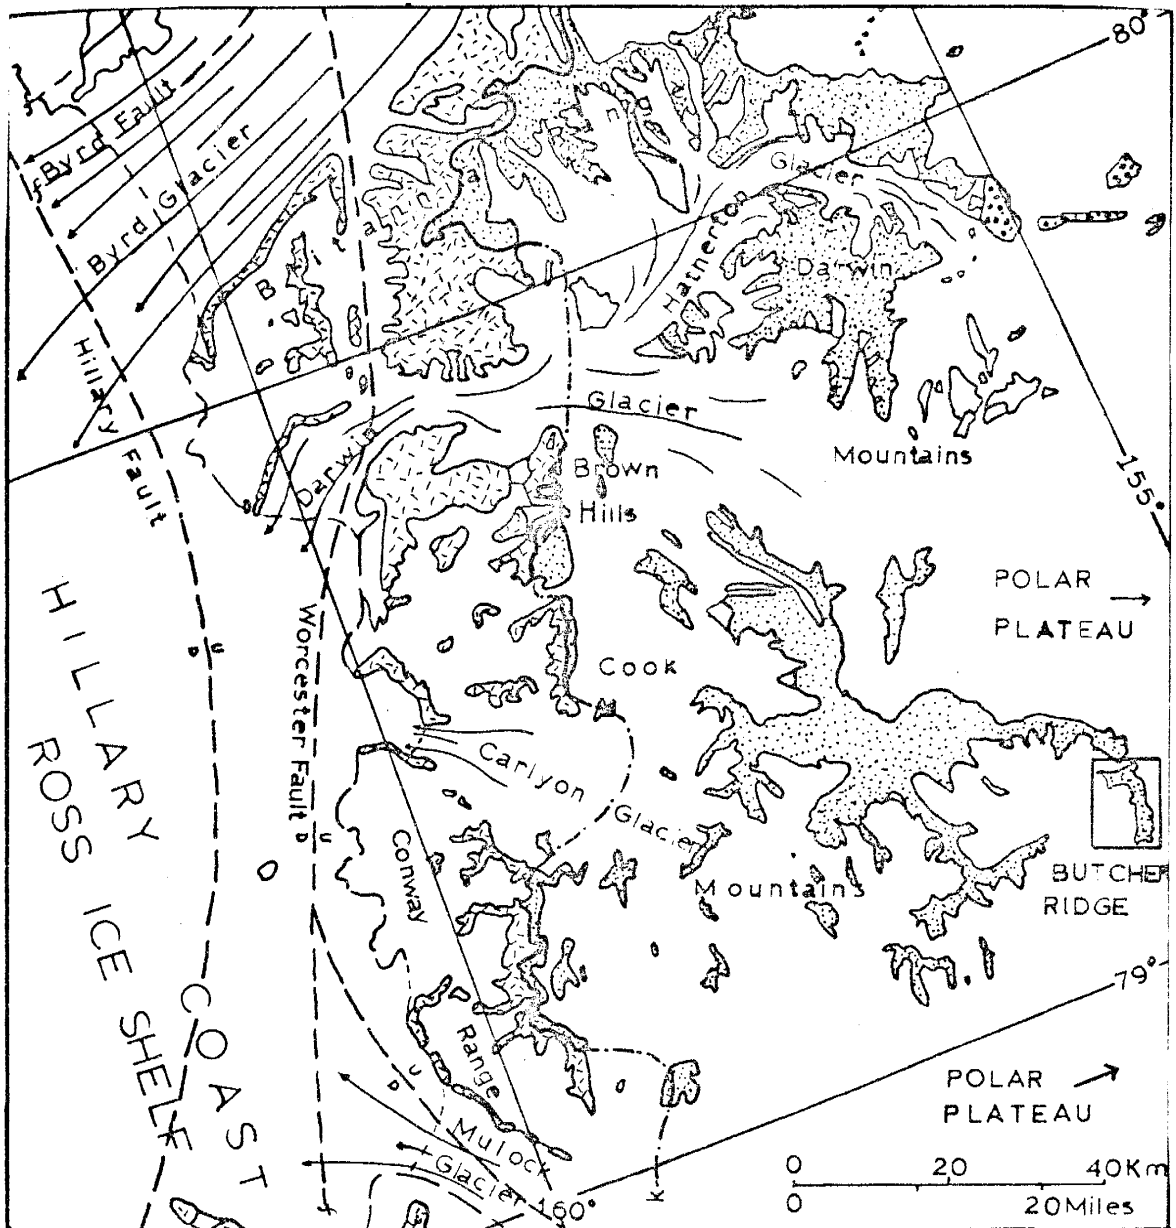 80°
Byrd Fault
f
Byrd Glacier
Britannia
Glacier
Hatherton
Darwin
Hillary Fault
Glacier
Darwin
Mountains
Brown
Hills
155°
POLAR
PLATEAU
HILLARY COAST
ROSS ICE SHELF
U
D
Worcester Fault
Cook
Carlyon
Glacier
D U
Conway
Range
Mountains
BUTCHER
RIDGE
79°
U
D
POLAR
PLATEAU
Mulock
Glacier
160°
k
f
0 20 40Km
0 20Miles